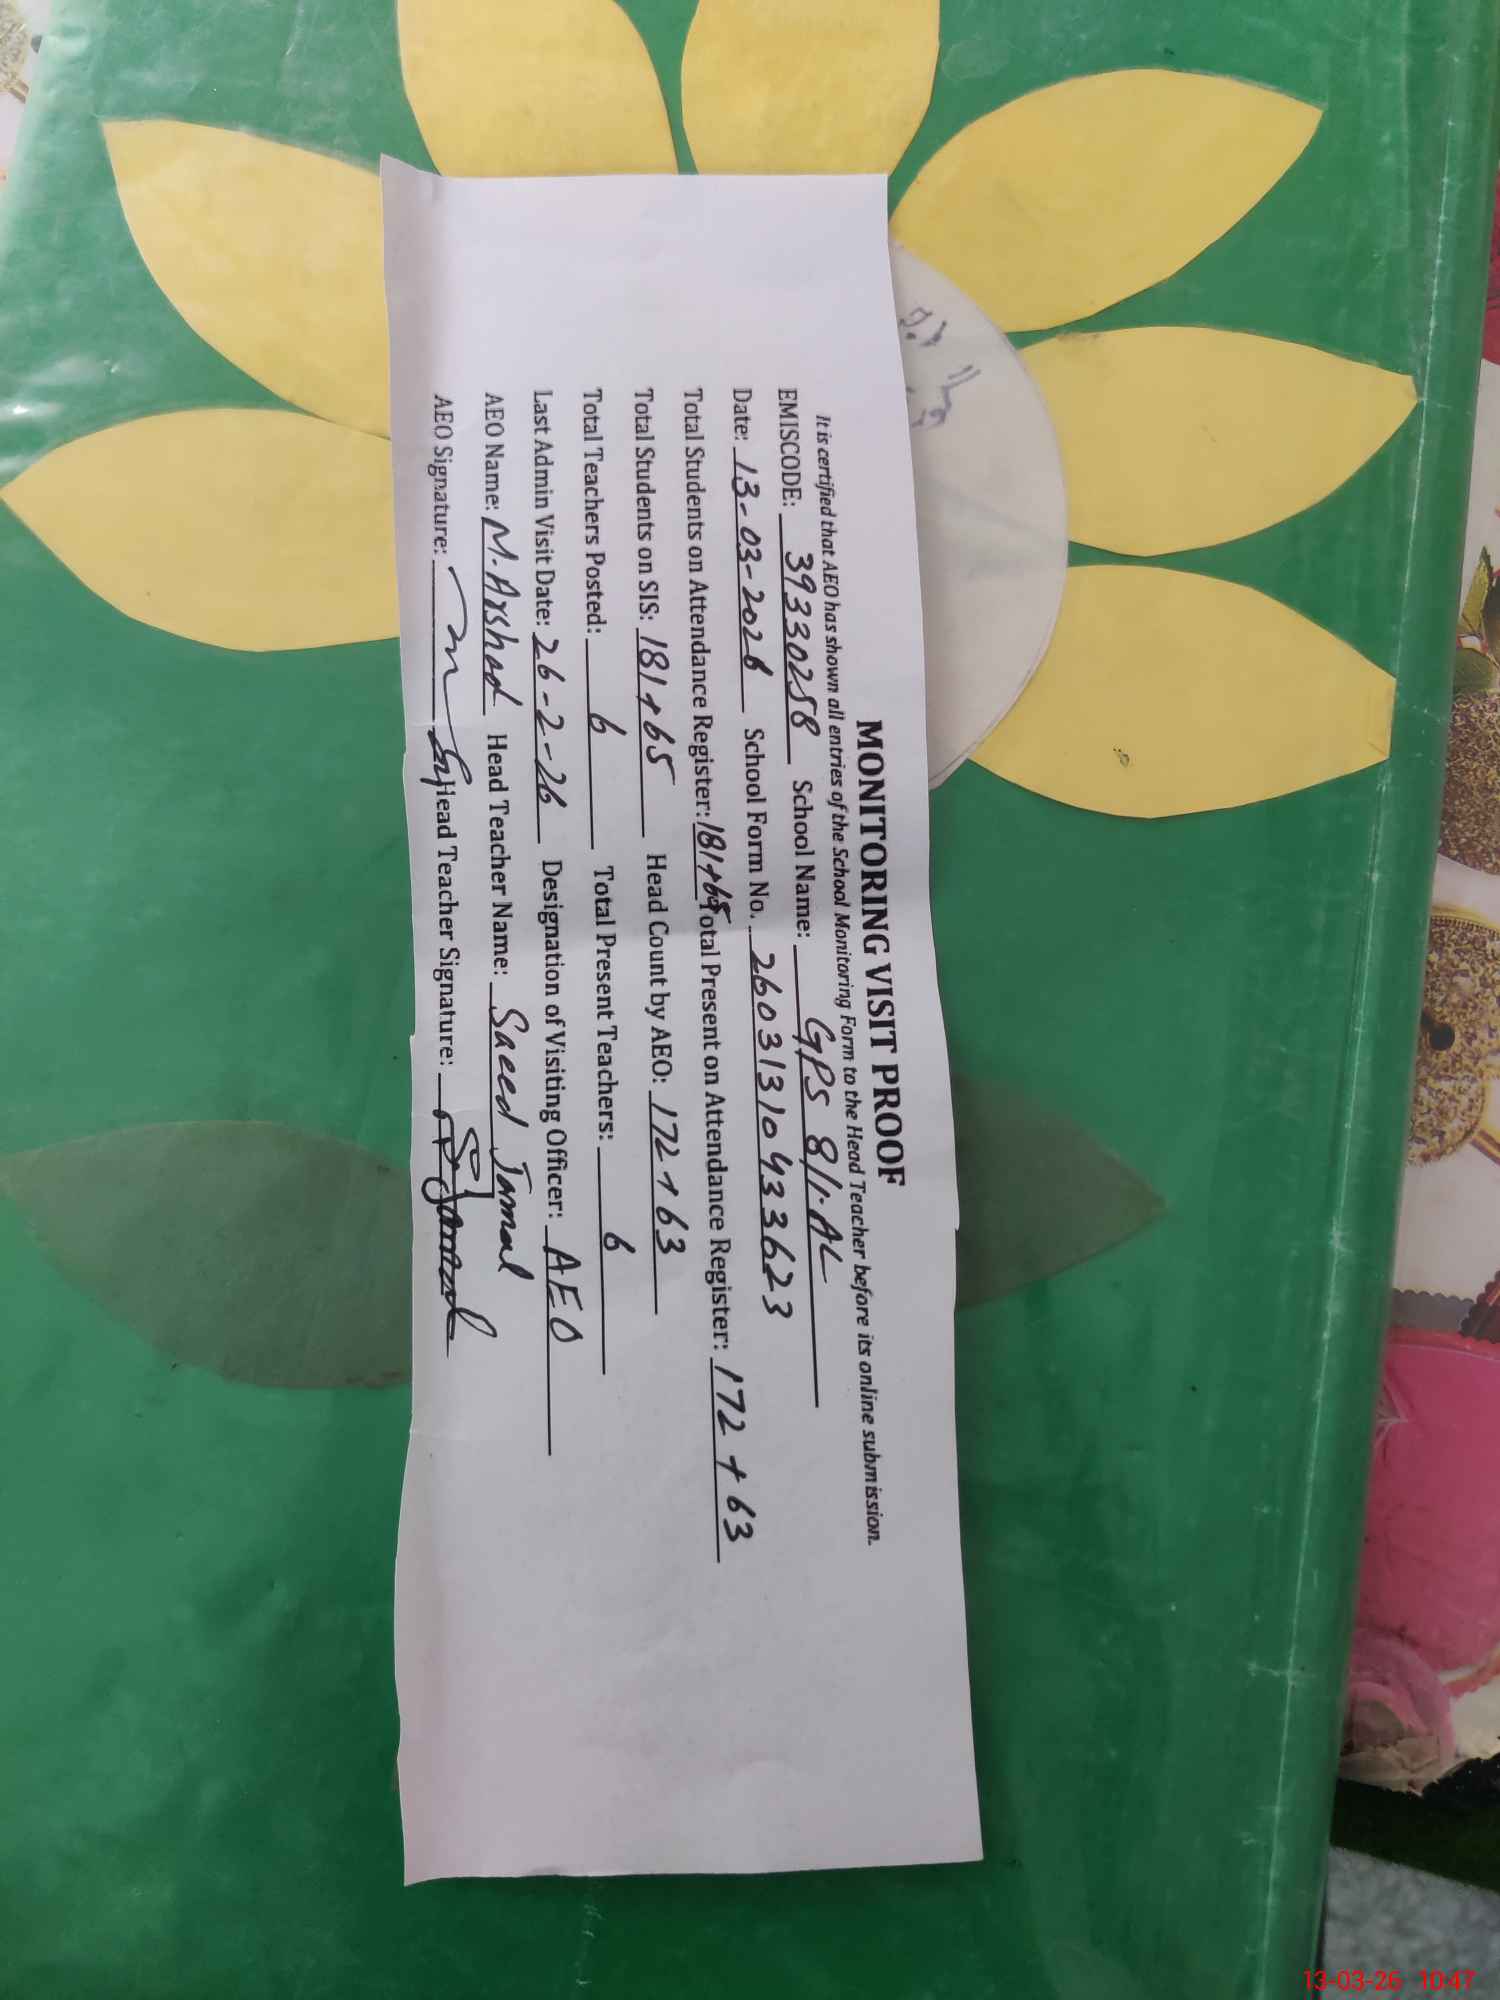 MONITORING VISIT PROOF
It is certified that AEO has shown all entries of the School Monitoring Form to the Head Teacher before its online submission.
EMISCODE: 39330258 School Name: GPS 8/1-AL
Date: 13-03-2026 School Form No. 26031310433623
Total Students on Attendance Register: 181+65 Total Present on Attendance Register: 172+63
Total Students on SIS: 181+65 Head Count by AEO: 172+63
Total Teachers Posted: 6 Total Present Teachers: 6
Last Admin Visit Date: 26-2-26 Designation of Visiting Officer: AEO
AEO Name: M. Arshad Head Teacher Name: Saeed Jamal
AEO Signature: Head Teacher Signature:
13-03-26 10:47